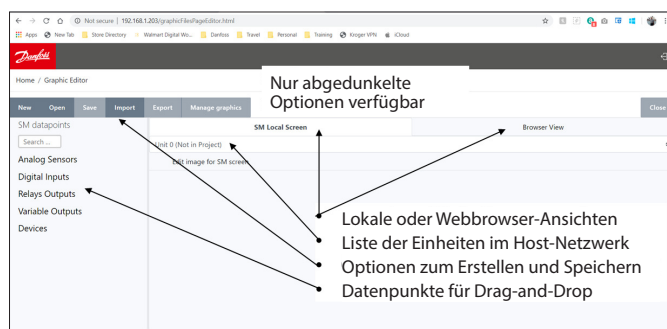 Not secure | 192.168.1.203/graphicFilesPageEditor.html
Apps New Tab Store Directory Walmart Digital Wo... Danfoss Travel Personal Training Kroger VPN iCloud
Danfoss
Home / Graphic Editor
Nur abgedunkelte
Optionen verfügbar
New Open Save Import Export Manage graphics Close
SM datapoints
SM Local Screen
Browser View
Search ...
Unit 0 (Not in Project)
Edit image for SM screen
Analog Sensors
Digital Inputs
Relays Outputs
Variable Outputs
Devices
Lokale oder Webbrowser-Ansichten
Liste der Einheiten im Host-Netzwerk
Optionen zum Erstellen und Speichern
Datenpunkte für Drag-and-Drop